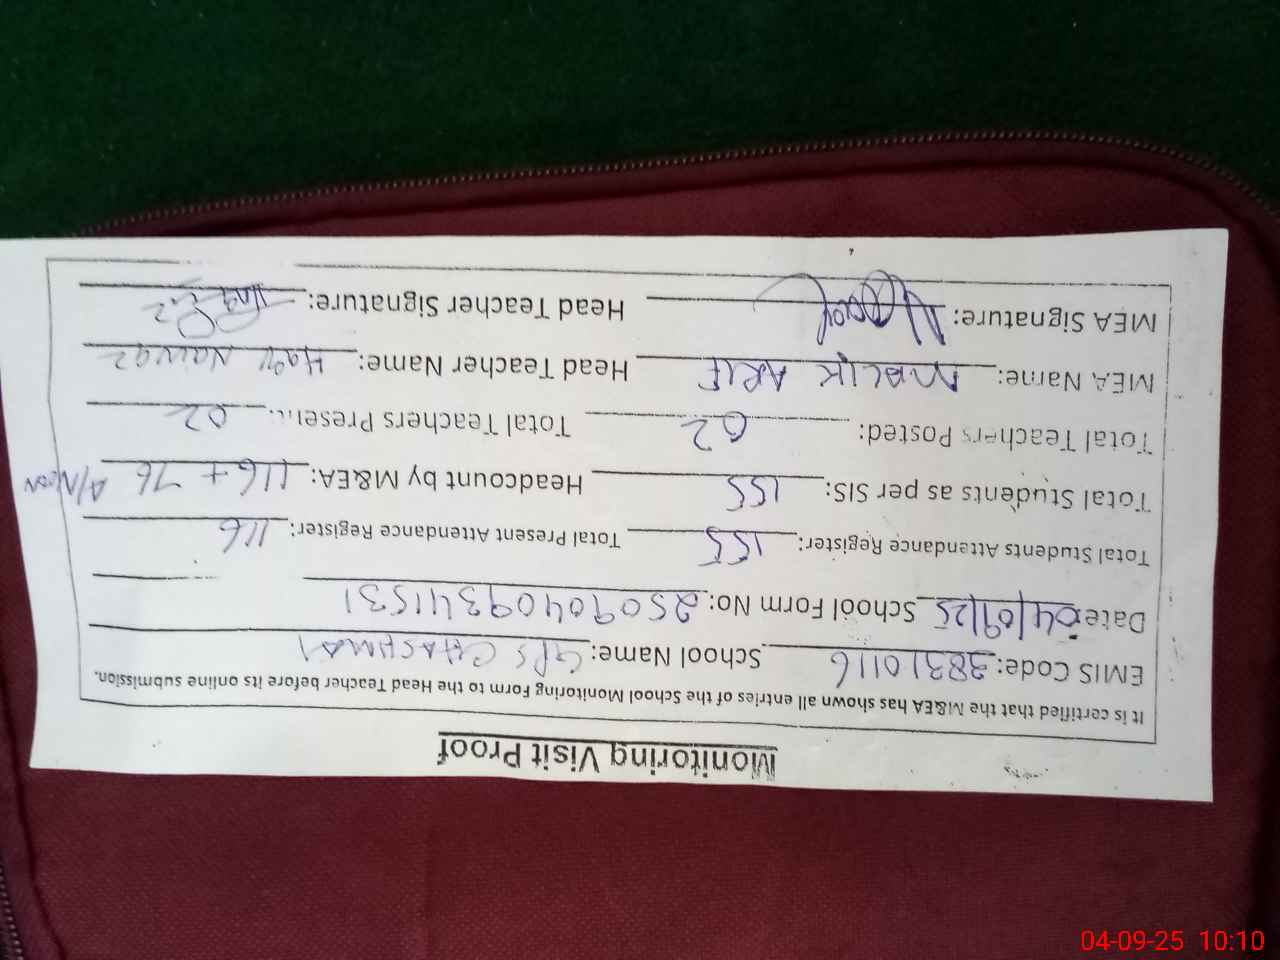 Monitoring Visit Proof
It is certified that the M&EA has shown all entries of the School Monitoring Form to the Head Teacher before its online submission.
EMIS Code: 38310116 School Name: GPS CHASHMAI
Date: 04/09/25 School Form No: 250904093411531
Total Students Attendance Register: 155 Total Present Attendance Register: 116
Total Students as per SIS: 155 Headcount by M&EA: 116 + 76 A/Noon
Total Teachers Posted: 02 Total Teachers Present: 02
MEA Name: MALIK ARIF Head Teacher Name:
MEA Signature: Head Teacher Signature:
04-09-25 10:10